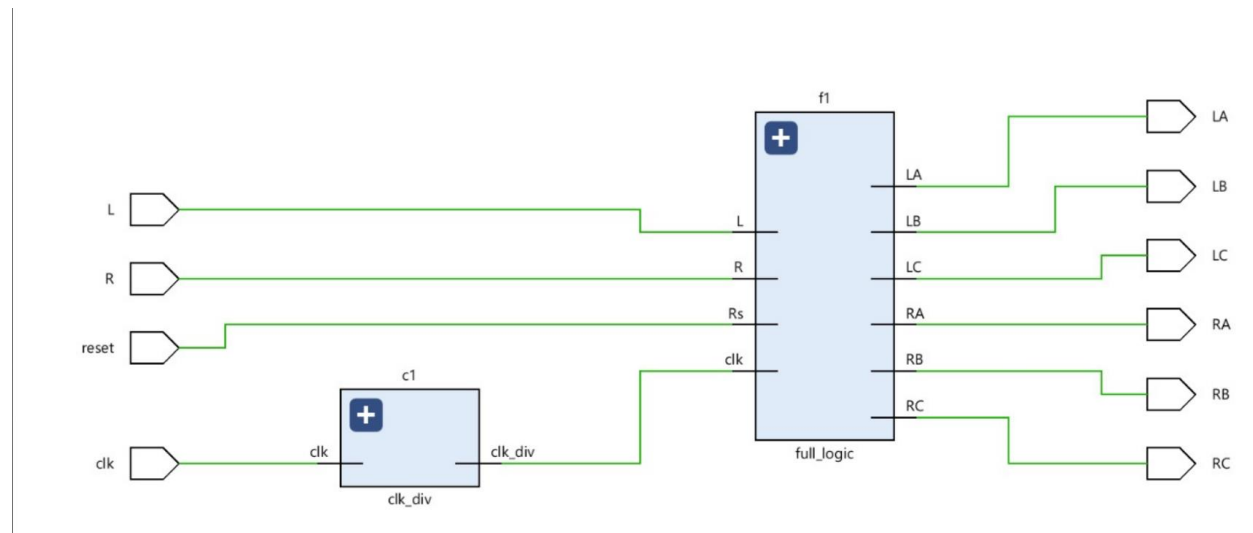 f1
LA
LA
LB
L
L
LB
LC
R
R
LC
Rs
RA
RA
reset
clk
RB
c1
RB
RC
clk
clk
clk_div
full_logic
RC
clk_div